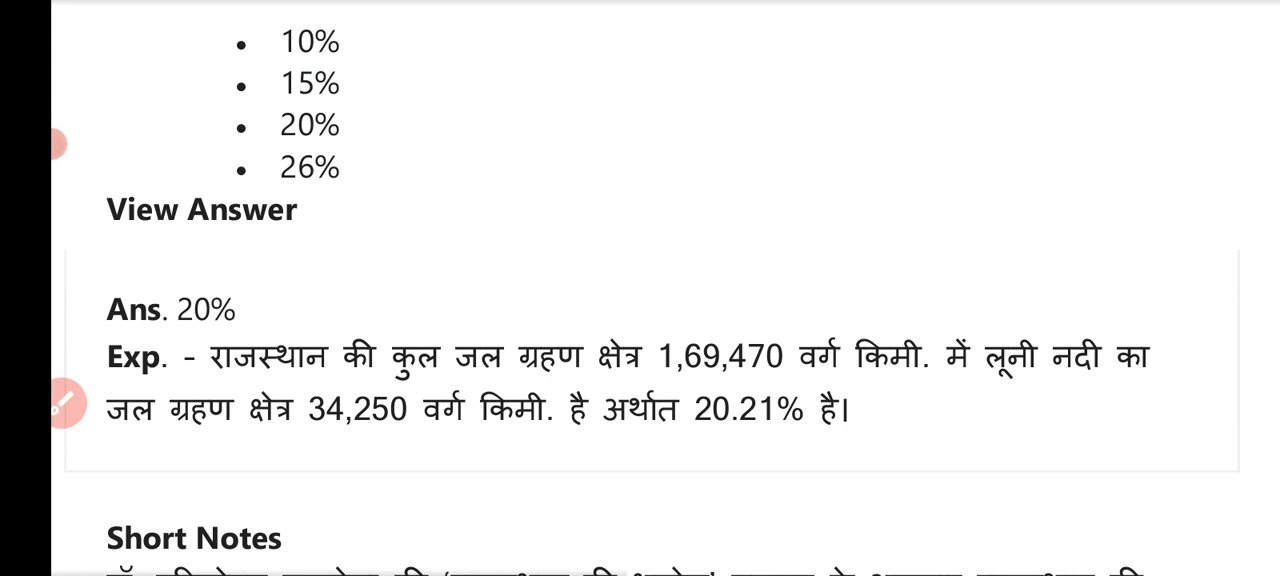 • 10%
• 15%
• 20%
• 26%
View Answer
Ans. 20%
Exp. - राजस्थान की कुल जल ग्रहण क्षेत्र 1,69,470 वर्ग किमी. में लूनी नदी का
जल ग्रहण क्षेत्र 34,250 वर्ग किमी. है अर्थात 20.21% है।
Short Notes